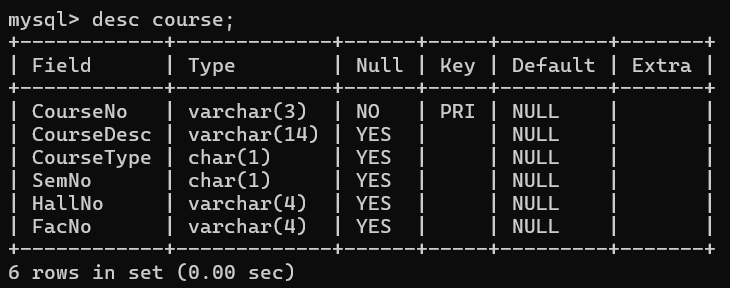 mysql> desc course;
+------------+-------------+------+-----+---------+-------+
| Field      | Type        | Null | Key | Default | Extra |
+------------+-------------+------+-----+---------+-------+
| CourseNo   | varchar(3)  | NO   | PRI | NULL    |       |
| CourseDesc | varchar(14) | YES  |     | NULL    |       |
| CourseType | char(1)     | YES  |     | NULL    |       |
| SemNo      | char(1)     | YES  |     | NULL    |       |
| HallNo     | varchar(4)  | YES  |     | NULL    |       |
| FacNo      | varchar(4)  | YES  |     | NULL    |       |
+------------+-------------+------+-----+---------+-------+
6 rows in set (0.00 sec)